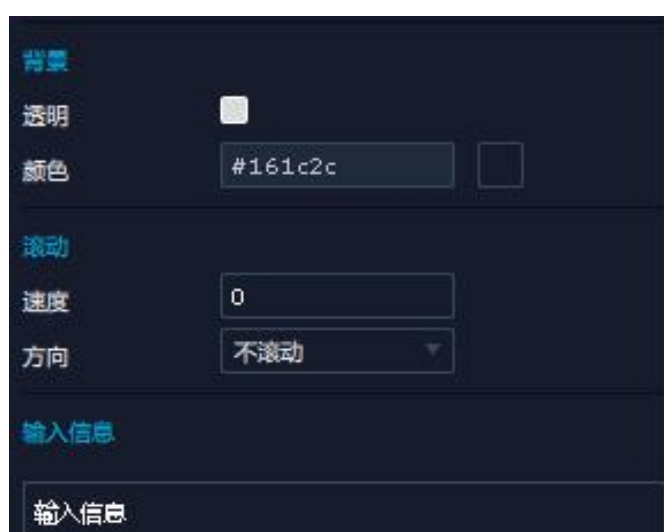 背景
透明
颜色 #161c2c
滚动
速度 0
方向 不滚动
输入信息
输入信息